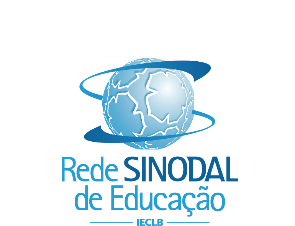 Rede SINODAL
de Educação
IECLB